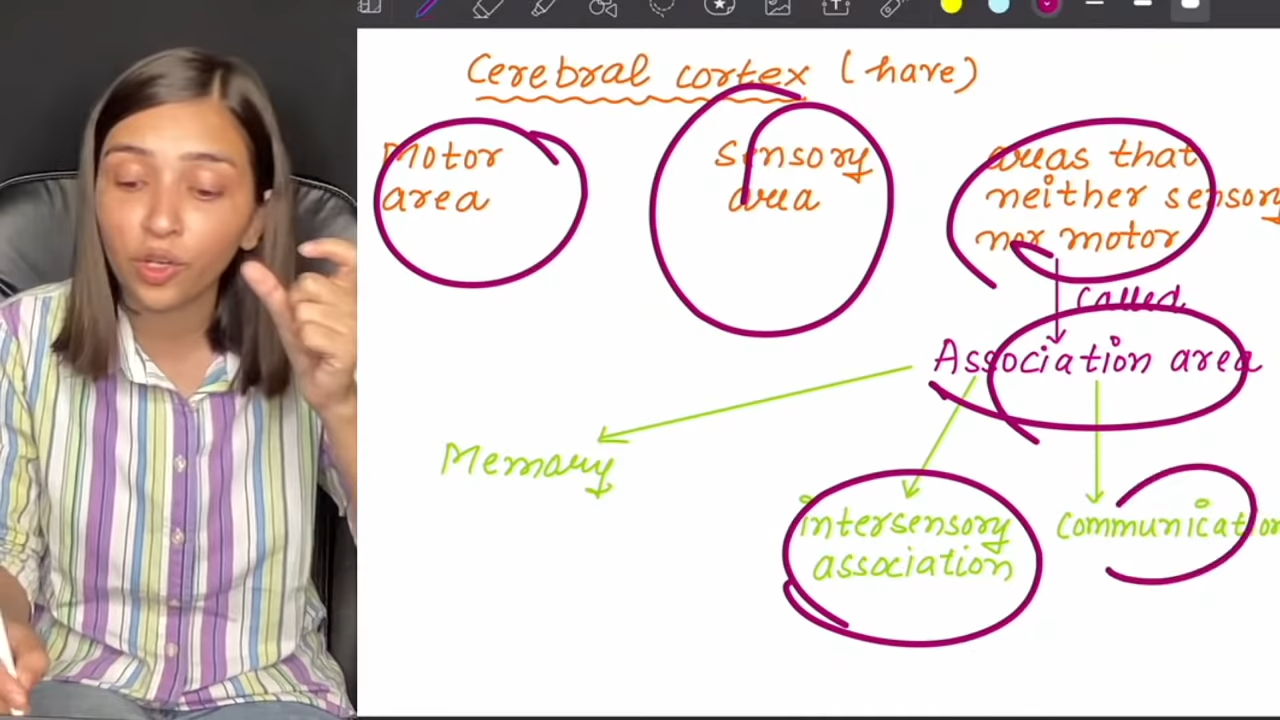 Cerebral cortex (have)
Motor
area
Sensory
area
areas that
neither sensory
nor motor
called
Association area
Memary
intersensory
association
communication